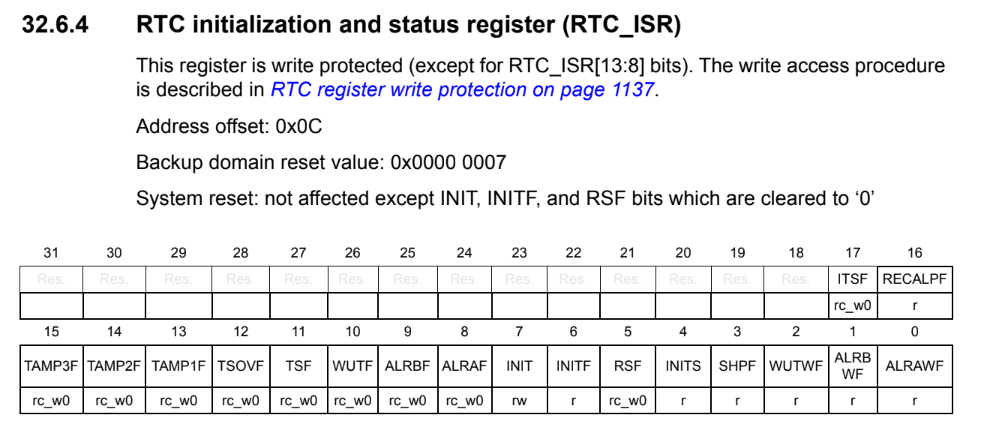 32.6.4 RTC initialization and status register (RTC_ISR)
This register is write protected (except for RTC_ISR[13:8] bits). The write access procedure
is described in RTC register write protection on page 1137.
Address offset: 0x0C
Backup domain reset value: 0x0000 0007
System reset: not affected except INIT, INITF, and RSF bits which are cleared to ‘0’
31 30 29 28 27 26 25 24 23 22 21 20 19 18 17 16
Res. Res. Res. Res. Res. Res. Res. Res. Res. Res. Res. Res. Res. Res. ITSF RECALPF
rc_w0 r
15 14 13 12 11 10 9 8 7 6 5 4 3 2 1 0
TAMP3F TAMP2F TAMP1F TSOVF TSF WUTF ALRBF ALRAF INIT INITF RSF INITS SHPF WUTWF ALRB WF ALRAWF
rc_w0 rc_w0 rc_w0 rc_w0 rc_w0 rc_w0 rc_w0 rc_w0 rw r rc_w0 r r r r r